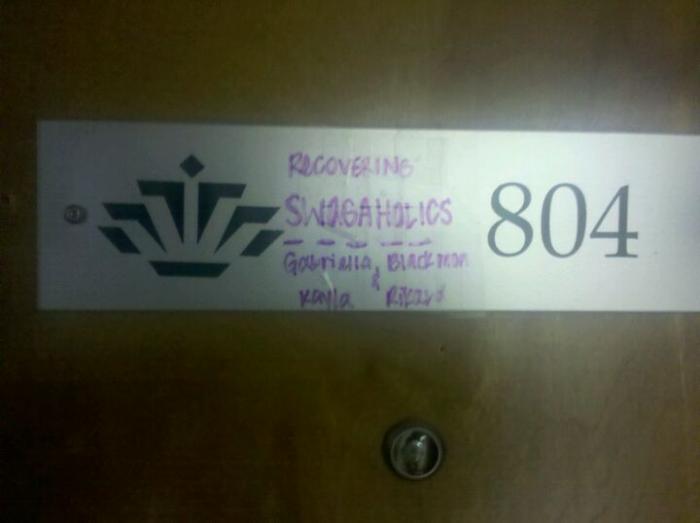 RECOVERING
SWAGAHOLICS
804
Gabriella, Blackmon
&
Kayla